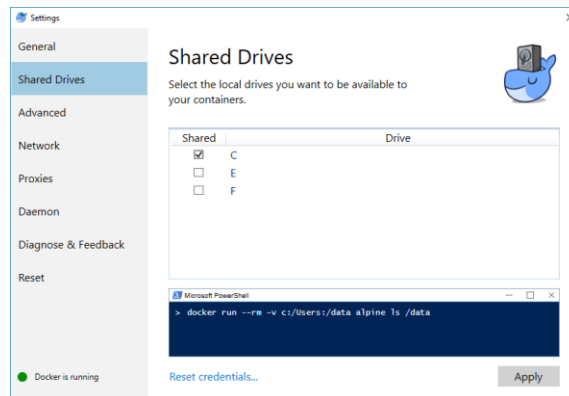 Settings
General
Shared Drives
Advanced
Network
Proxies
Daemon
Diagnose & Feedback
Reset
Docker is running
Shared Drives
Select the local drives you want to be available to
your containers.
Shared Drive
C
E
F
Microsoft PowerShell
> docker run --rm -v c:/Users:/data alpine ls /data
Reset credentials...
Apply